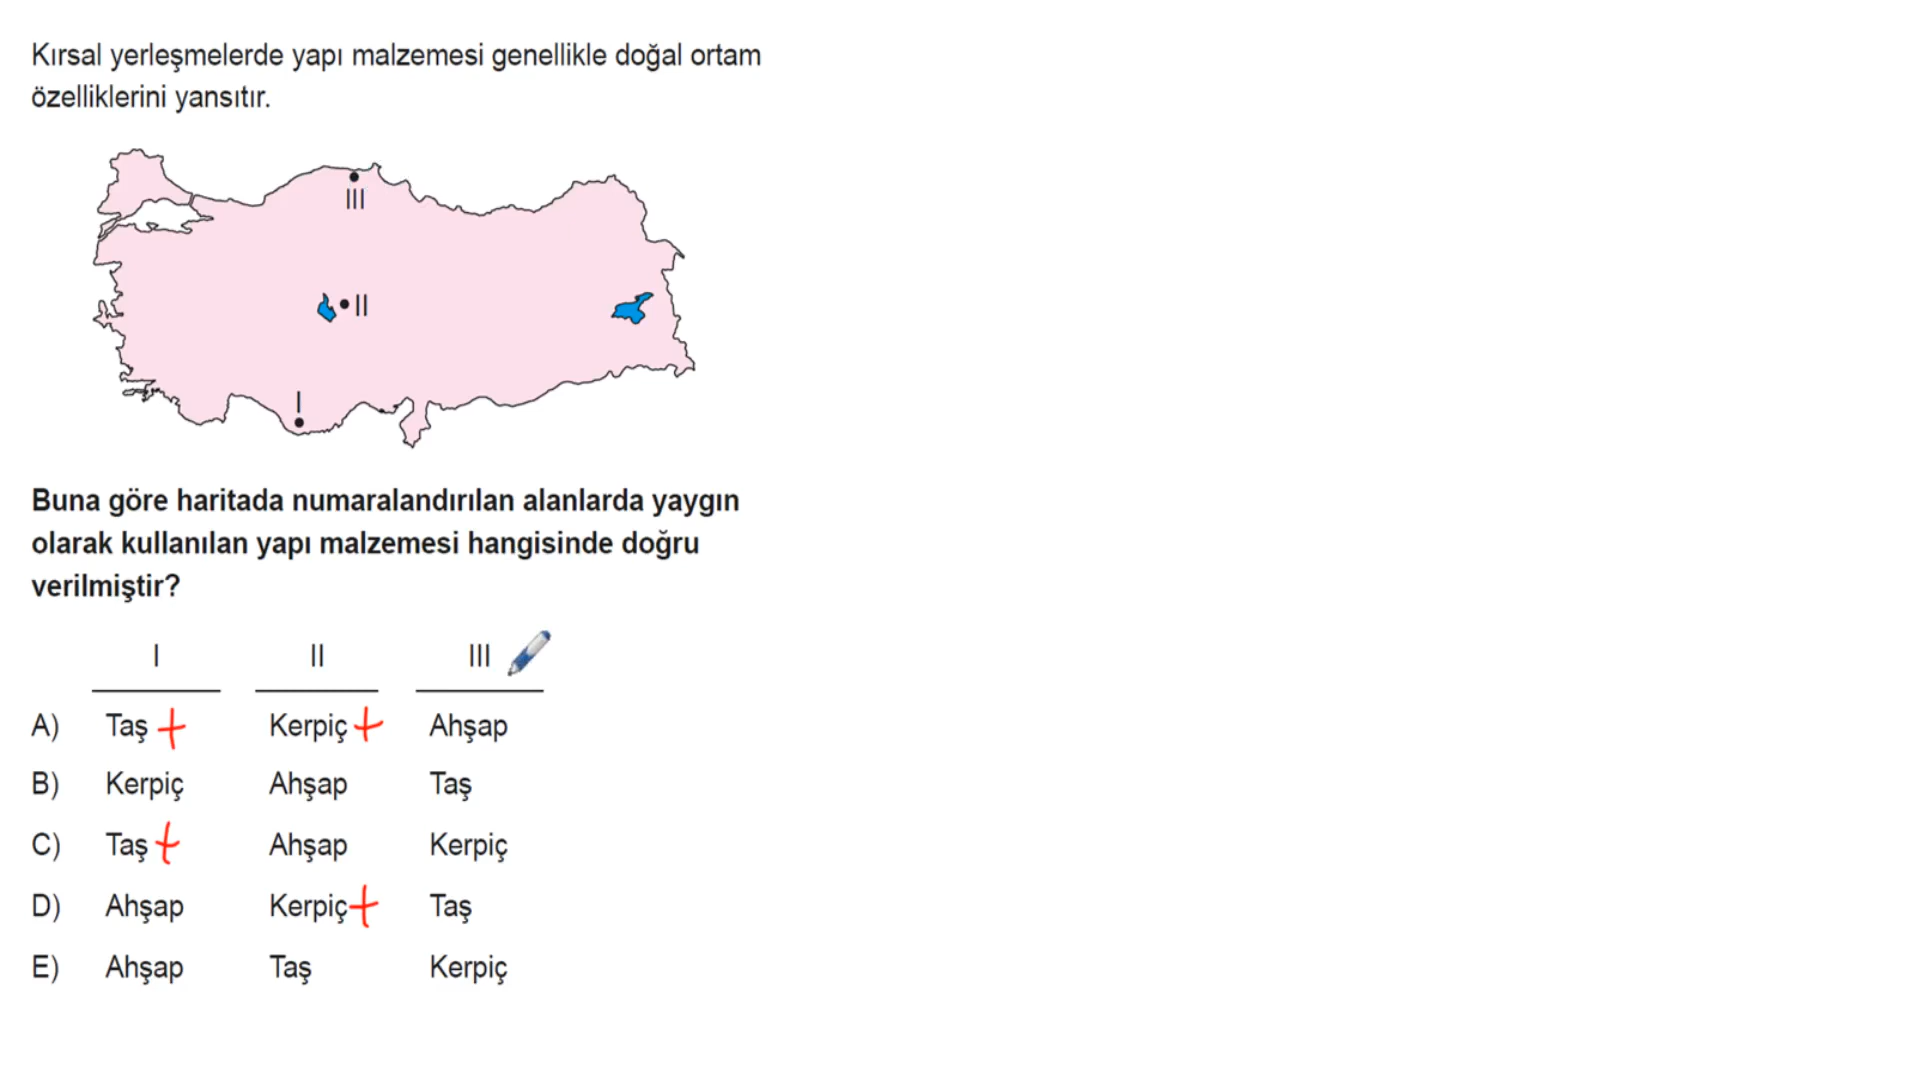 Kırsal yerleşmelerde yapı malzemesi genellikle doğal ortam
özelliklerini yansıtır.
III
II
I
Buna göre haritada numaralandırılan alanlarda yaygın
olarak kullanılan yapı malzemesi hangisinde doğru
verilmiştir?
I II III
A) Taş + Kerpiç + Ahşap
B) Kerpiç Ahşap Taş
C) Taş + Ahşap Kerpiç
D) Ahşap Kerpiç + Taş
E) Ahşap Taş Kerpiç